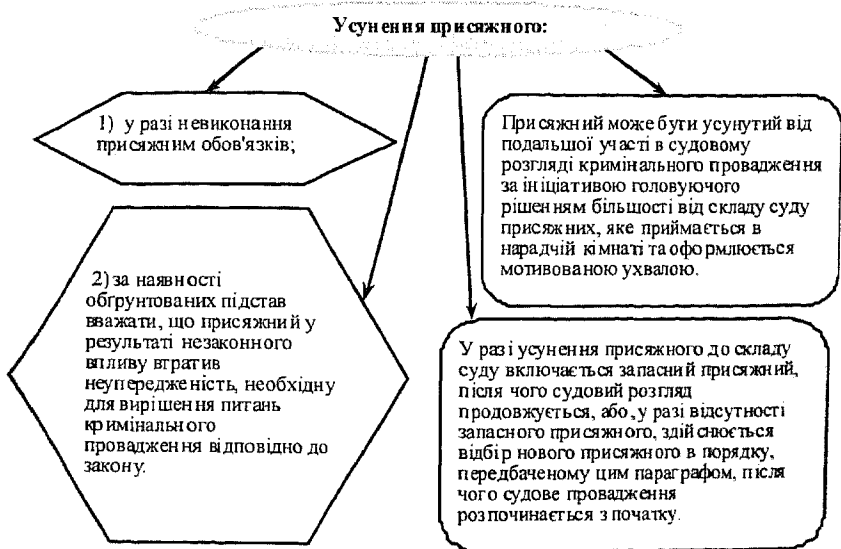 Усунення присяжного:
1) у разі невиконання
присяжним обов'язків;
2) за наявності
обґрунтованих підстав
вважати, що присяжний у
результаті незаконного
впливу втратив
неупередженість, необхідну
для вирішення питань
кримінального
провадження відповідно до
закону.
Присяжний може бути усунутий від
подальшої участі в судовому
розгляді кримінального провадження
за ініціативою головуючого
рішенням більшості від складу суду
присяжних, яке приймається в
нарадчій кімнаті та оформлюється
мотивованою ухвалою.
У разі усунення присяжного до складу
суду включається запасний присяжний,
після чого судовий розгляд
продовжується, або, у разі відсутності
запасного присяжного, здійснюється
відбір нового присяжного в порядку,
передбаченому цим параграфом, після
чого судове провадження
розпочинається з початку.